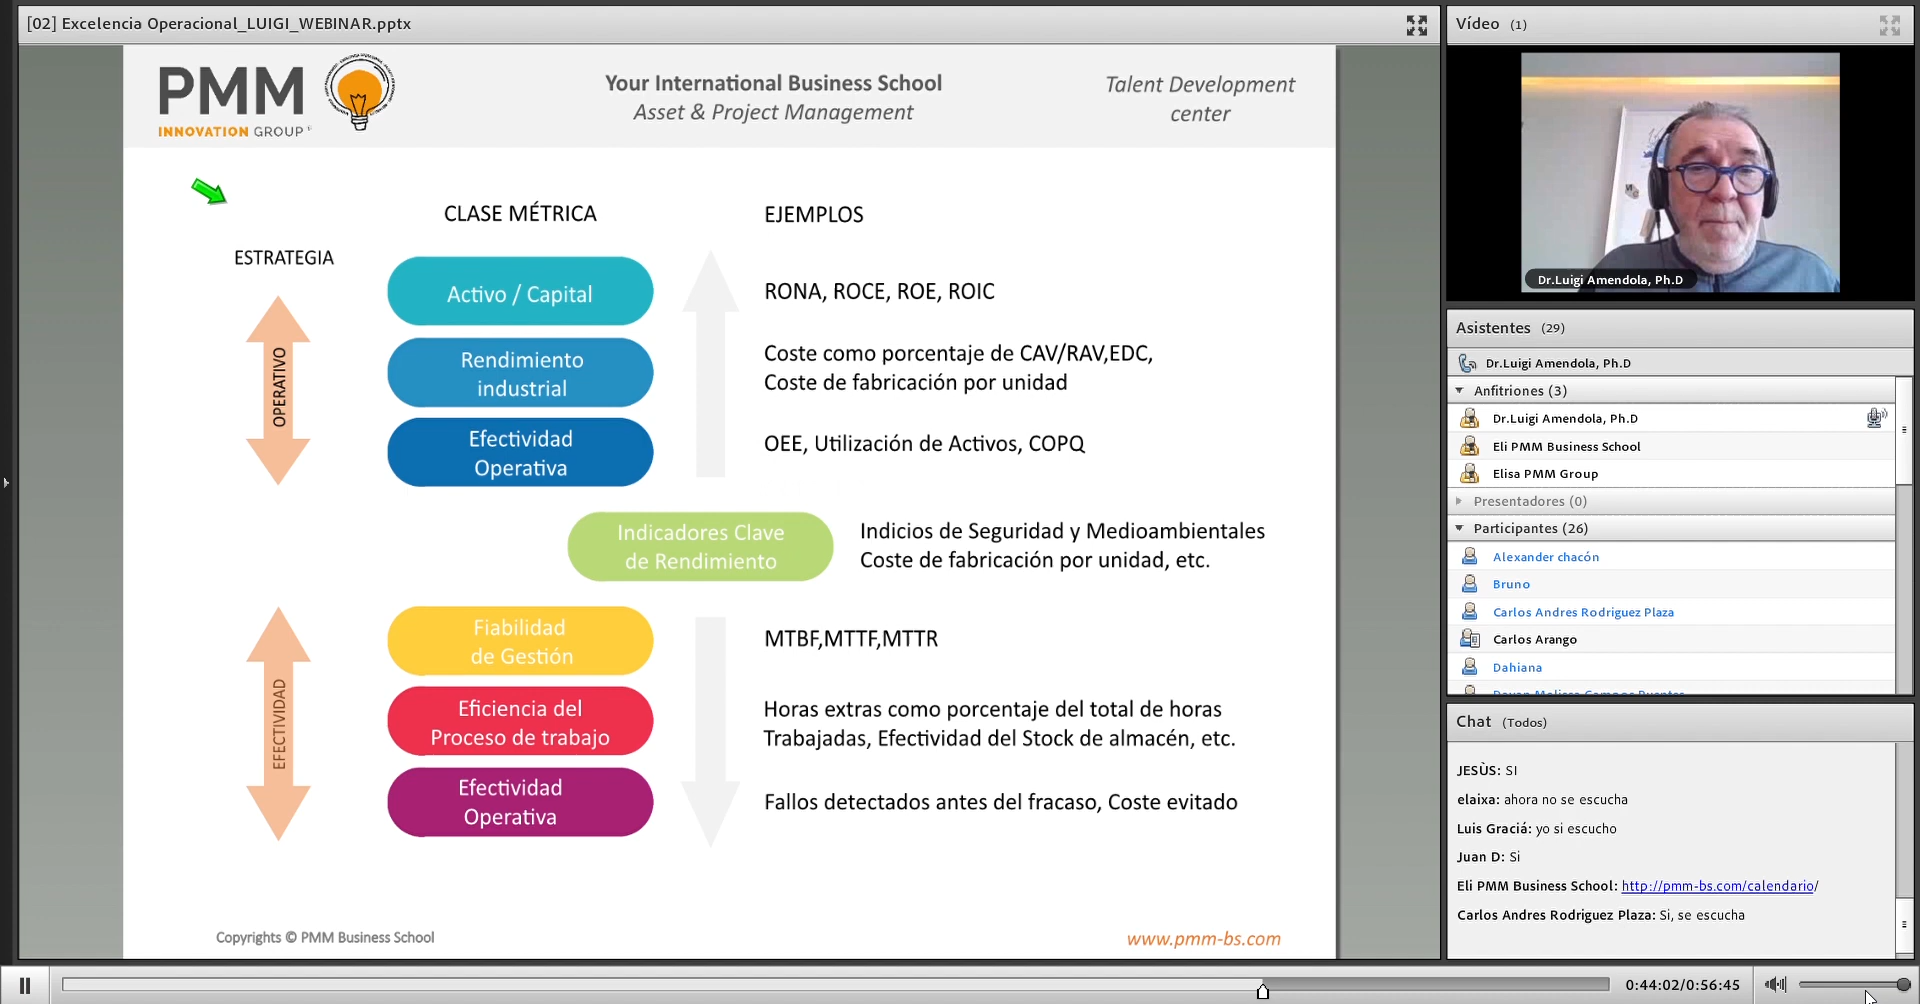 [02] Excelencia Operacional_LUIGI_WEBINAR.pptx
PMM
INNOVATION GROUP®
Your International Business School
Asset & Project Management
Talent Development
center
CLASE MÉTRICA
EJEMPLOS
ESTRATEGIA
OPERATIVO
Activo / Capital
RONA, ROCE, ROE, ROIC
Rendimiento
industrial
Coste como porcentaje de CAV/RAV,EDC,
Coste de fabricación por unidad
Efectividad
Operativa
OEE, Utilización de Activos, COPQ
Indicadores Clave
de Rendimiento
Indicios de Seguridad y Medioambientales
Coste de fabricación por unidad, etc.
EFECTIVIDAD
Fiabilidad
de Gestión
MTBF,MTTF,MTTR
Eficiencia del
Proceso de trabajo
Horas extras como porcentaje del total de horas
Trabajadas, Efectividad del Stock de almacén, etc.
Efectividad
Operativa
Fallos detectados antes del fracaso, Coste evitado
Copyrights © PMM Business School
www.pmm-bs.com
Vídeo (1)
Dr.Luigi Amendola, Ph.D
Asistentes (29)
Dr.Luigi Amendola, Ph.D
Anfitriones (3)
Dr.Luigi Amendola, Ph.D
Eli PMM Business School
Elisa PMM Group
Presentadores (0)
Participantes (26)
Alexander chacón
Bruno
Carlos Andres Rodriguez Plaza
Carlos Arango
Dahiana
Chat (Todos)
JESÙS: SI
elaixa: ahora no se escucha
Luis Graciá: yo si escucho
Juan D: Si
Eli PMM Business School: http://pmm-bs.com/calendario/
Carlos Andres Rodriguez Plaza: Si, se escucha
0:44:02/0:56:45